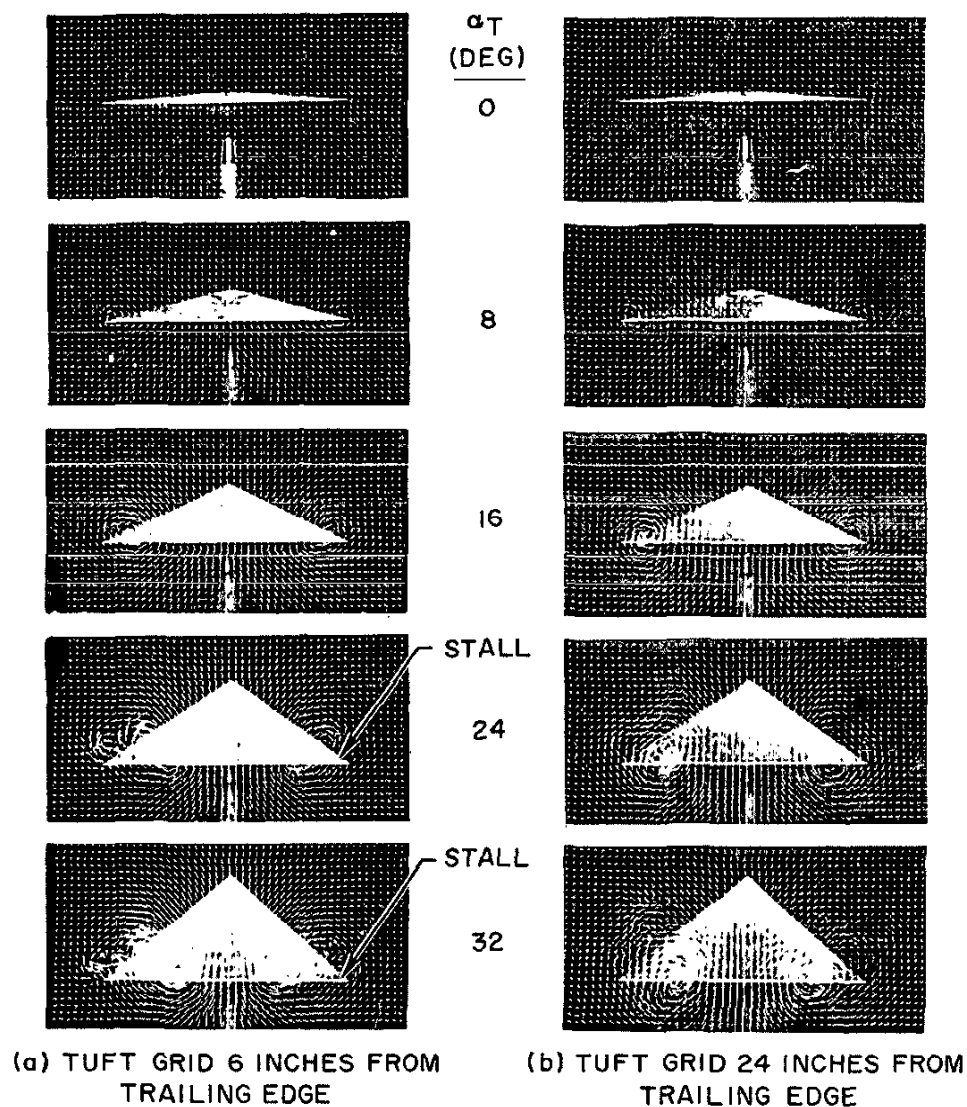 αT
(DEG)
0
8
16
STALL
24
STALL
32
(a) TUFT GRID 6 INCHES FROM
TRAILING EDGE
(b) TUFT GRID 24 INCHES FROM
TRAILING EDGE